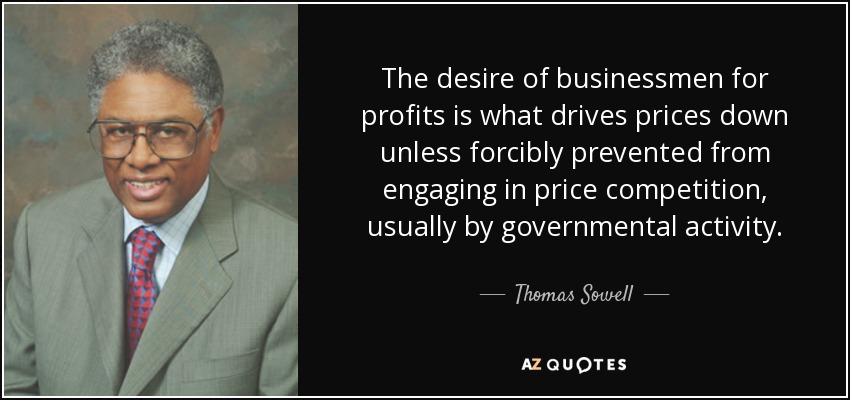 The desire of businessmen for
profits is what drives prices down
unless forcibly prevented from
engaging in price competition,
usually by governmental activity.
Thomas Sowell
AZ QUOTES